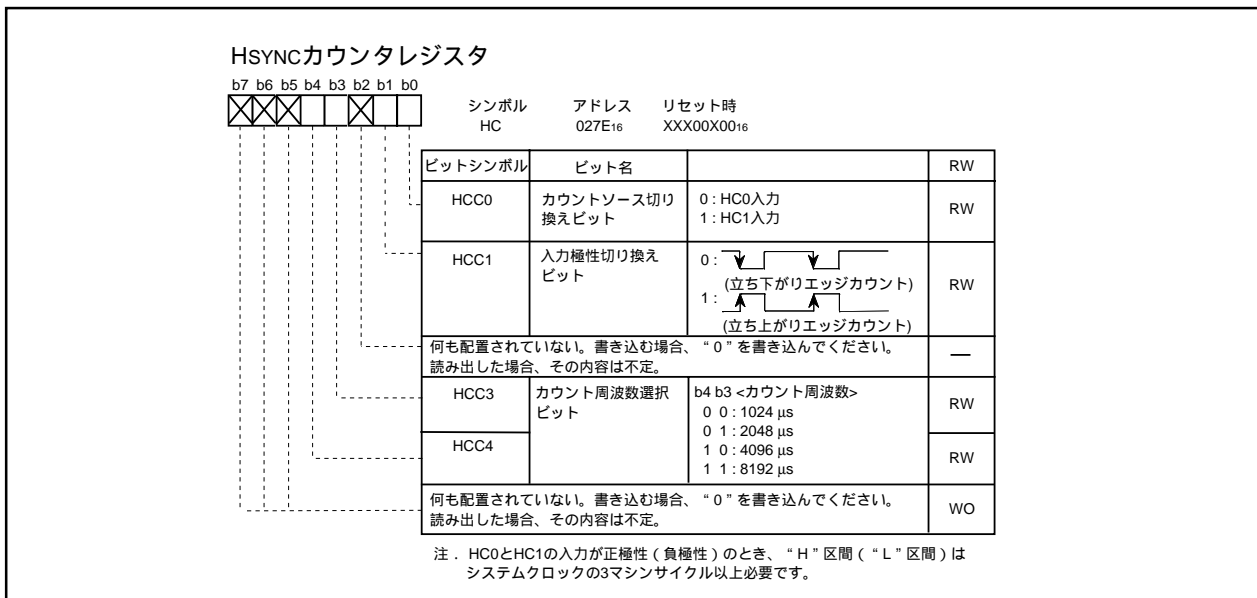 HSYNCカウンタレジスタ
b7 b6 b5 b4 b3 b2 b1 b0
シンボル アドレス リセット時
HC 027E16 XXX00X0016
ビットシンボル ビット名 RW
HCC0 カウントソース切り換えビット 0 : HC0入力
1 : HC1入力 RW
HCC1 入力極性切り換えビット 0 :
(立ち下がりエッジカウント)
1 :
(立ち上がりエッジカウント) RW
何も配置されていない。書き込む場合、“0”を書き込んでください。
読み出した場合、その内容は不定。 —
HCC3 カウント周波数選択ビット b4 b3 <カウント周波数> RW
0 0 : 1024 μs
0 1 : 2048 μs
HCC4 1 0 : 4096 μs RW
1 1 : 8192 μs
何も配置されていない。書き込む場合、“0”を書き込んでください。
読み出した場合、その内容は不定。 WO
注．HC0とHC1の入力が正極性（負極性）のとき、“H”区間（“L”区間）は
システムクロックの3マシンサイクル以上必要です。